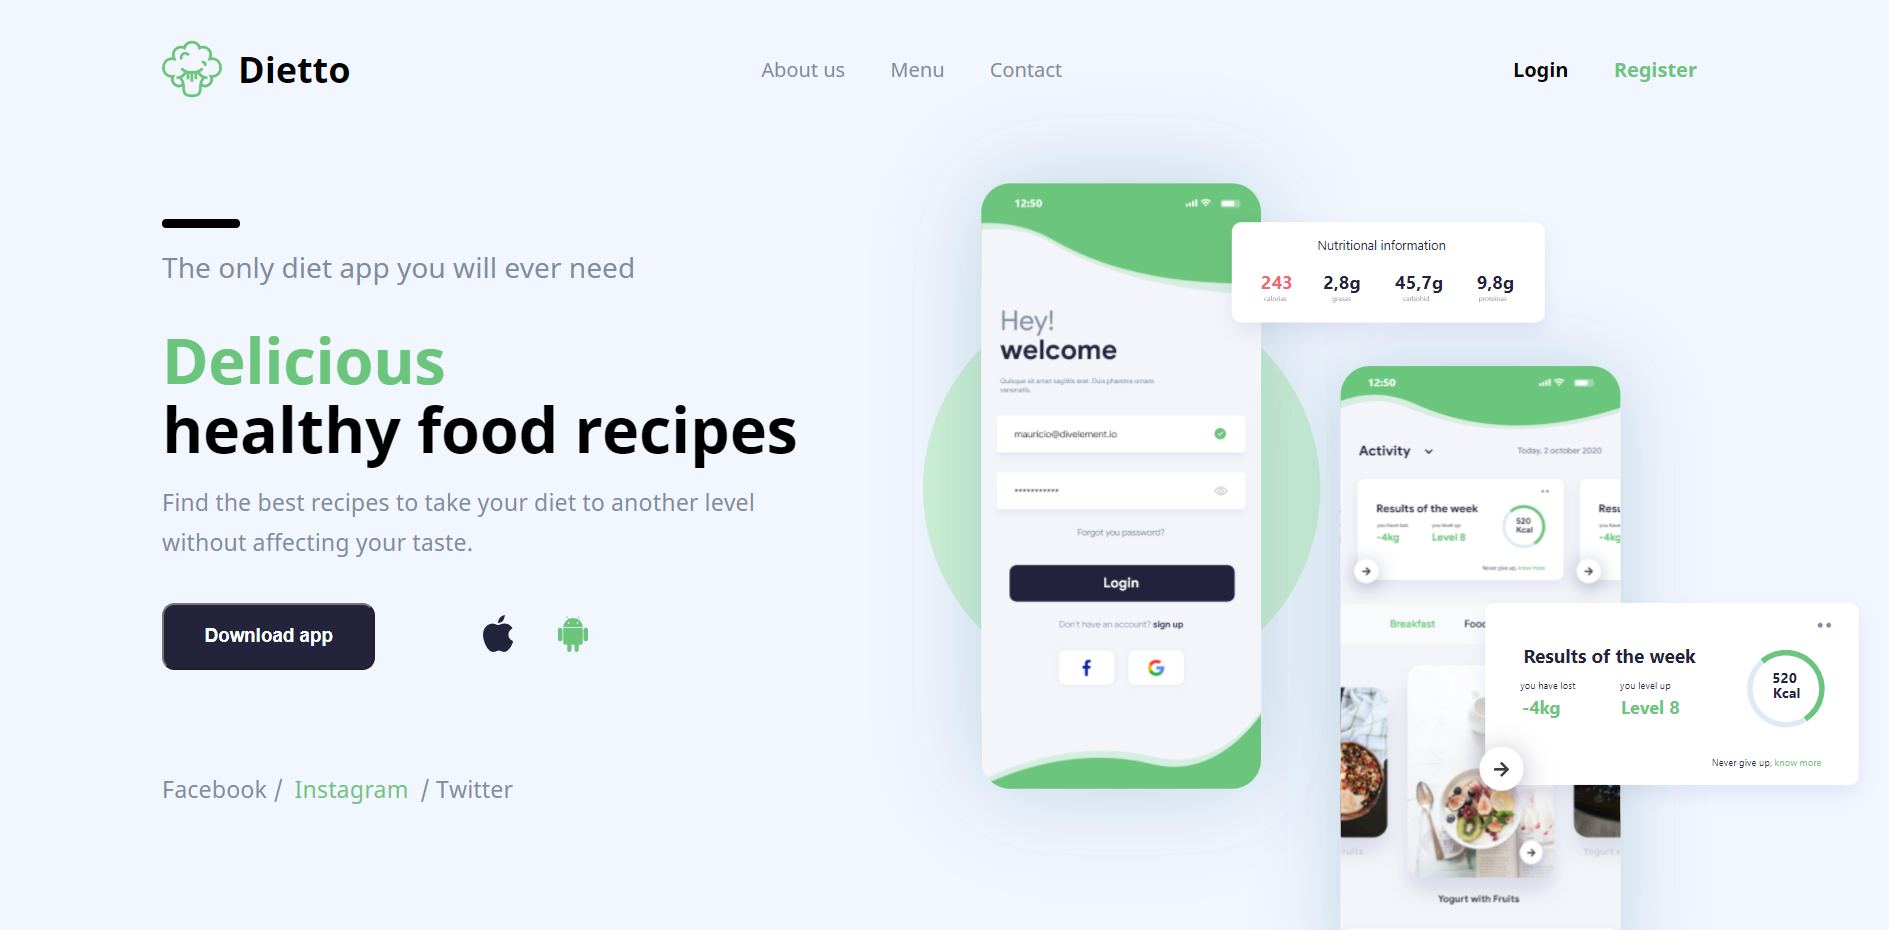 Dietto
About us
Menu
Contact
Login
Register
The only diet app you will ever need
Delicious
healthy food recipes
Find the best recipes to take your diet to another level
without affecting your taste.
Download app
Facebook / Instagram / Twitter
12:50
Hey!
welcome
Quisque sit amet sagittis erat. Duis pharetra ornare
venenatis.
mauricio@divelement.io
Forgot you password?
Login
Don't have an account? sign up
Nutritional information
243 2,8g 45,7g 9,8g
calorias grasas carbohid. proteinas
12:50
Activity
Today, 2 october 2020
Results of the week
you have lost you level up
-4kg Level 8
520
Kcal
Never give up, know more
Resu
-4kg
Breakfast Food
Results of the week
you have lost you level up
-4kg Level 8
520
Kcal
Never give up, know more
Yogurt with Fruits